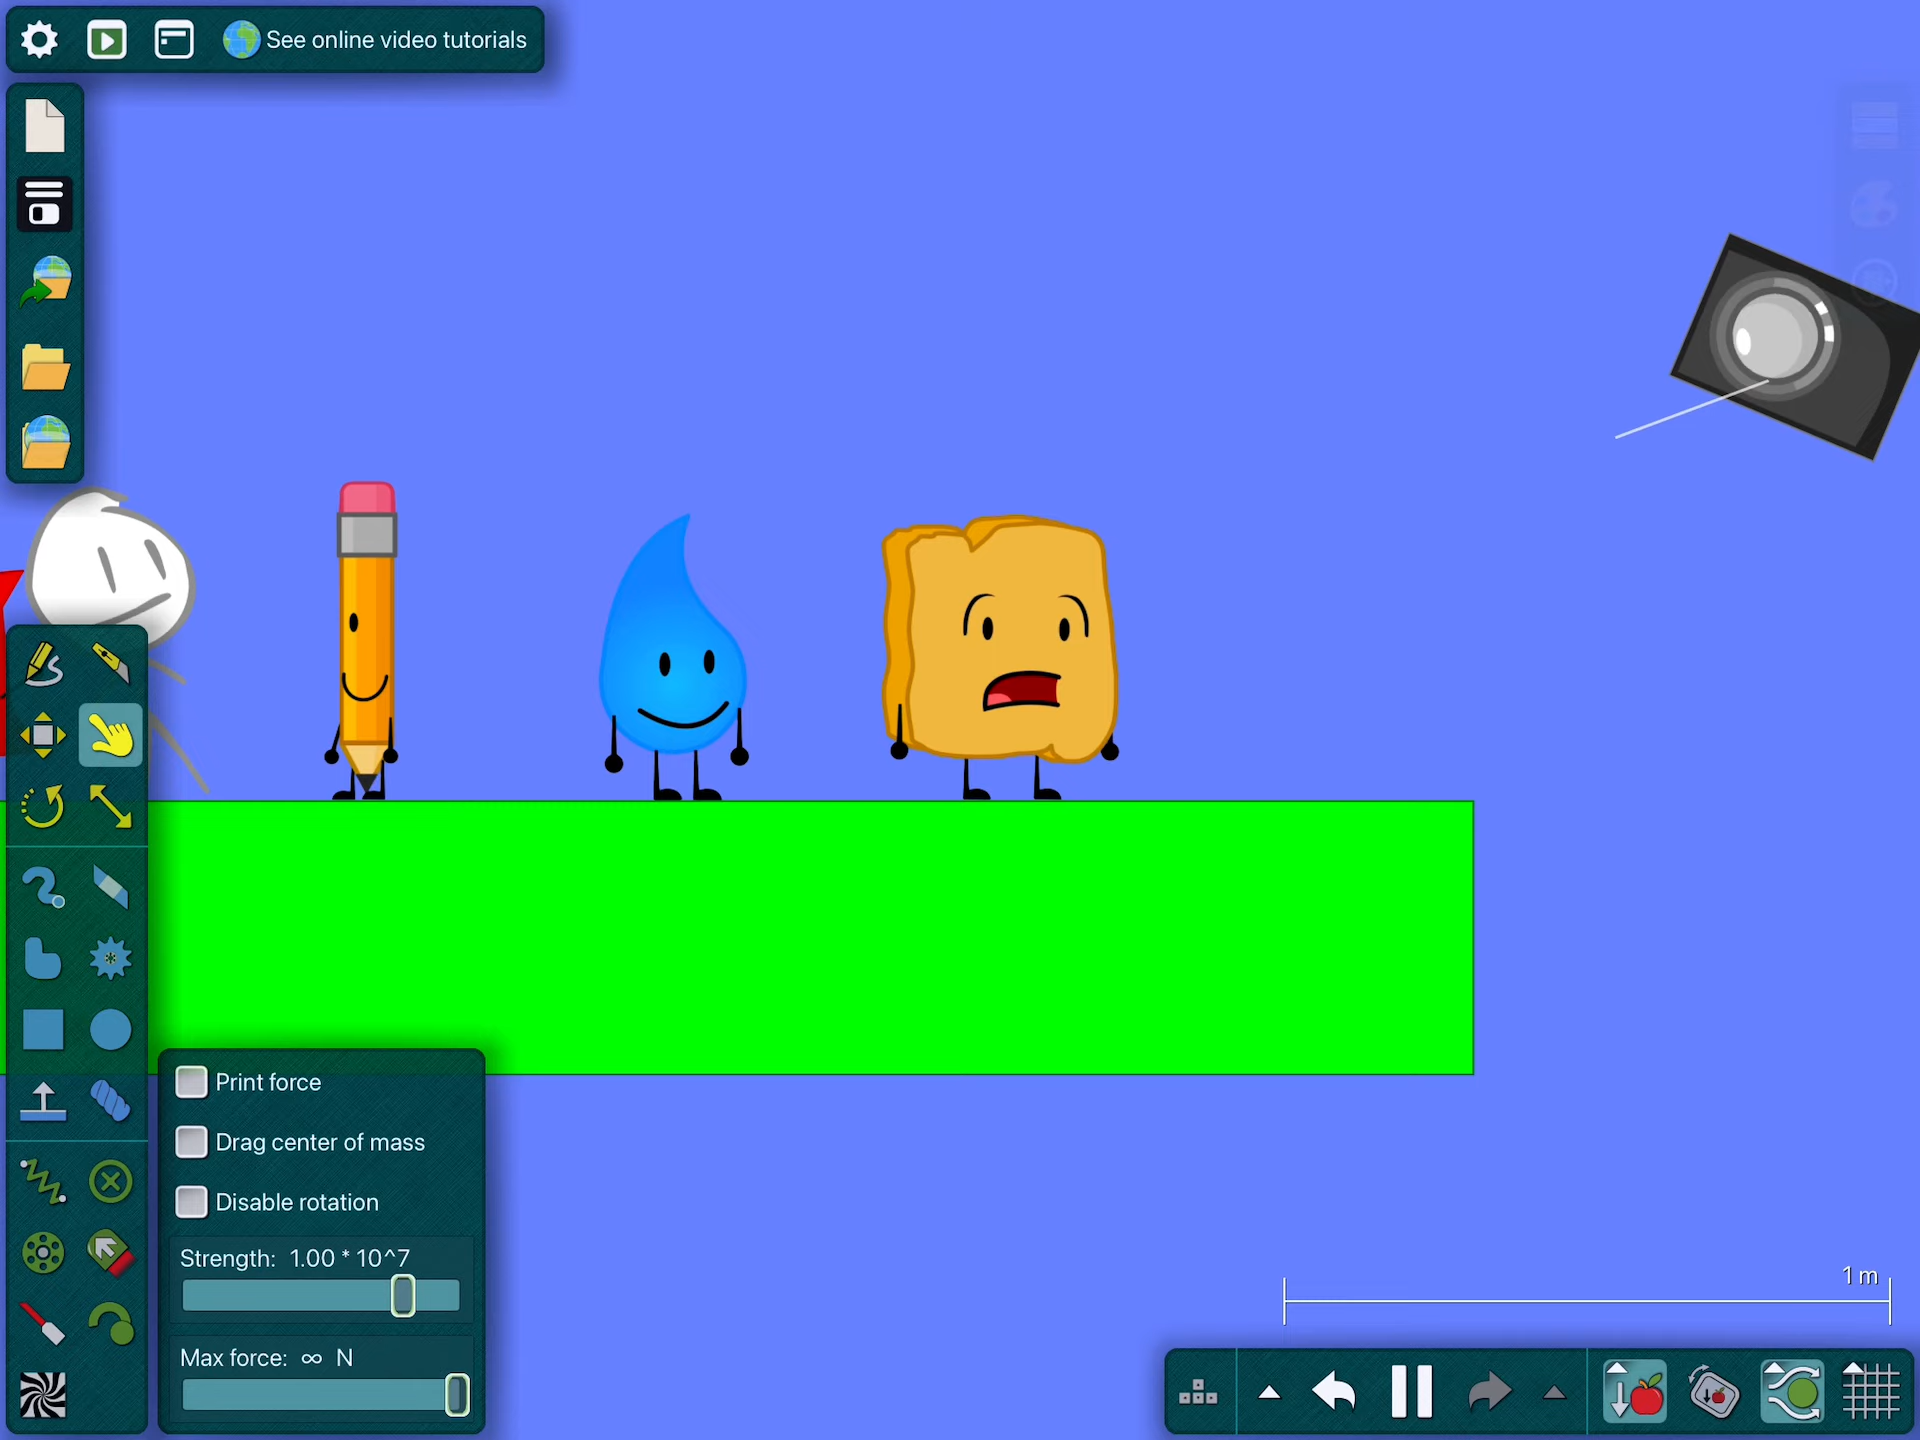 See online video tutorials
Print force
Drag center of mass
Disable rotation
Strength: 1.00 * 10^7
Max force: ∞ N
1 m